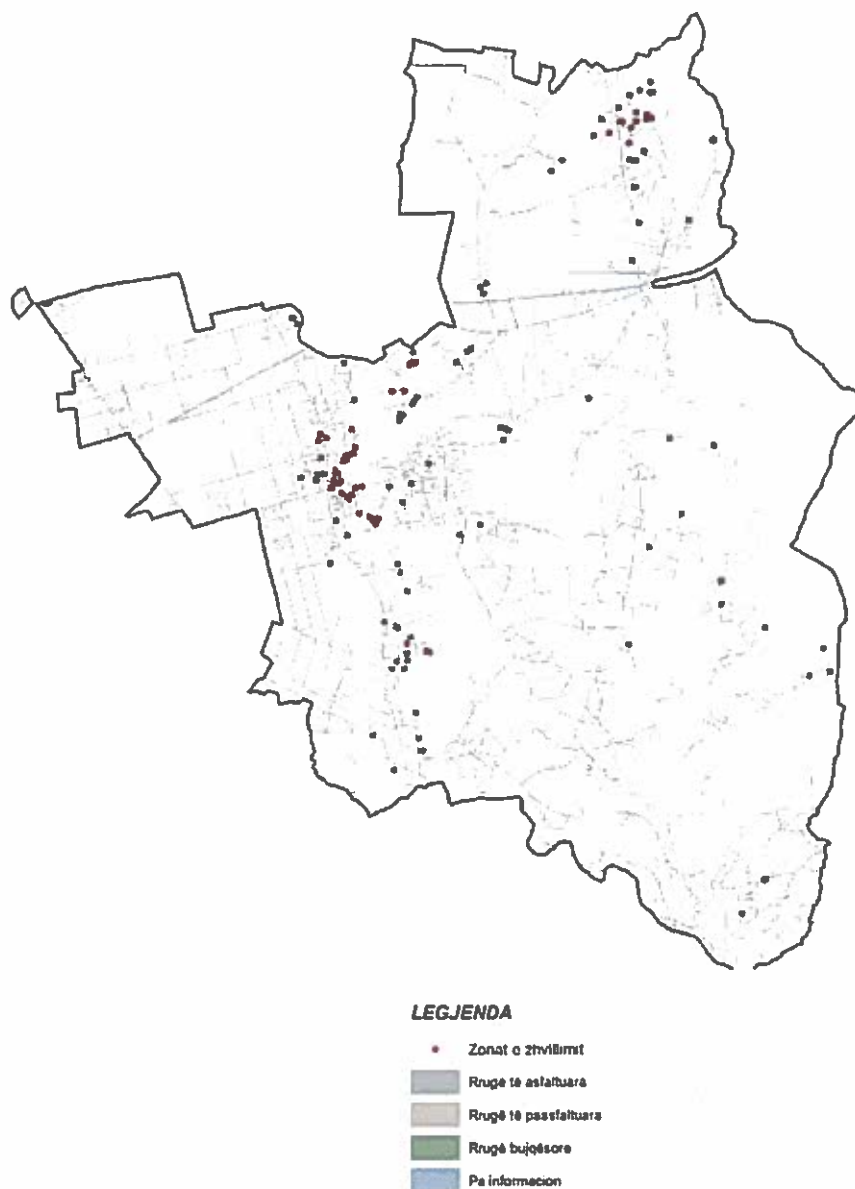 LEGJENDA
Zonat e zhvillimit
Rrugë të asfaltuara
Rrugë të paasfaltuara
Rrugë bujqësore
Pa informacion